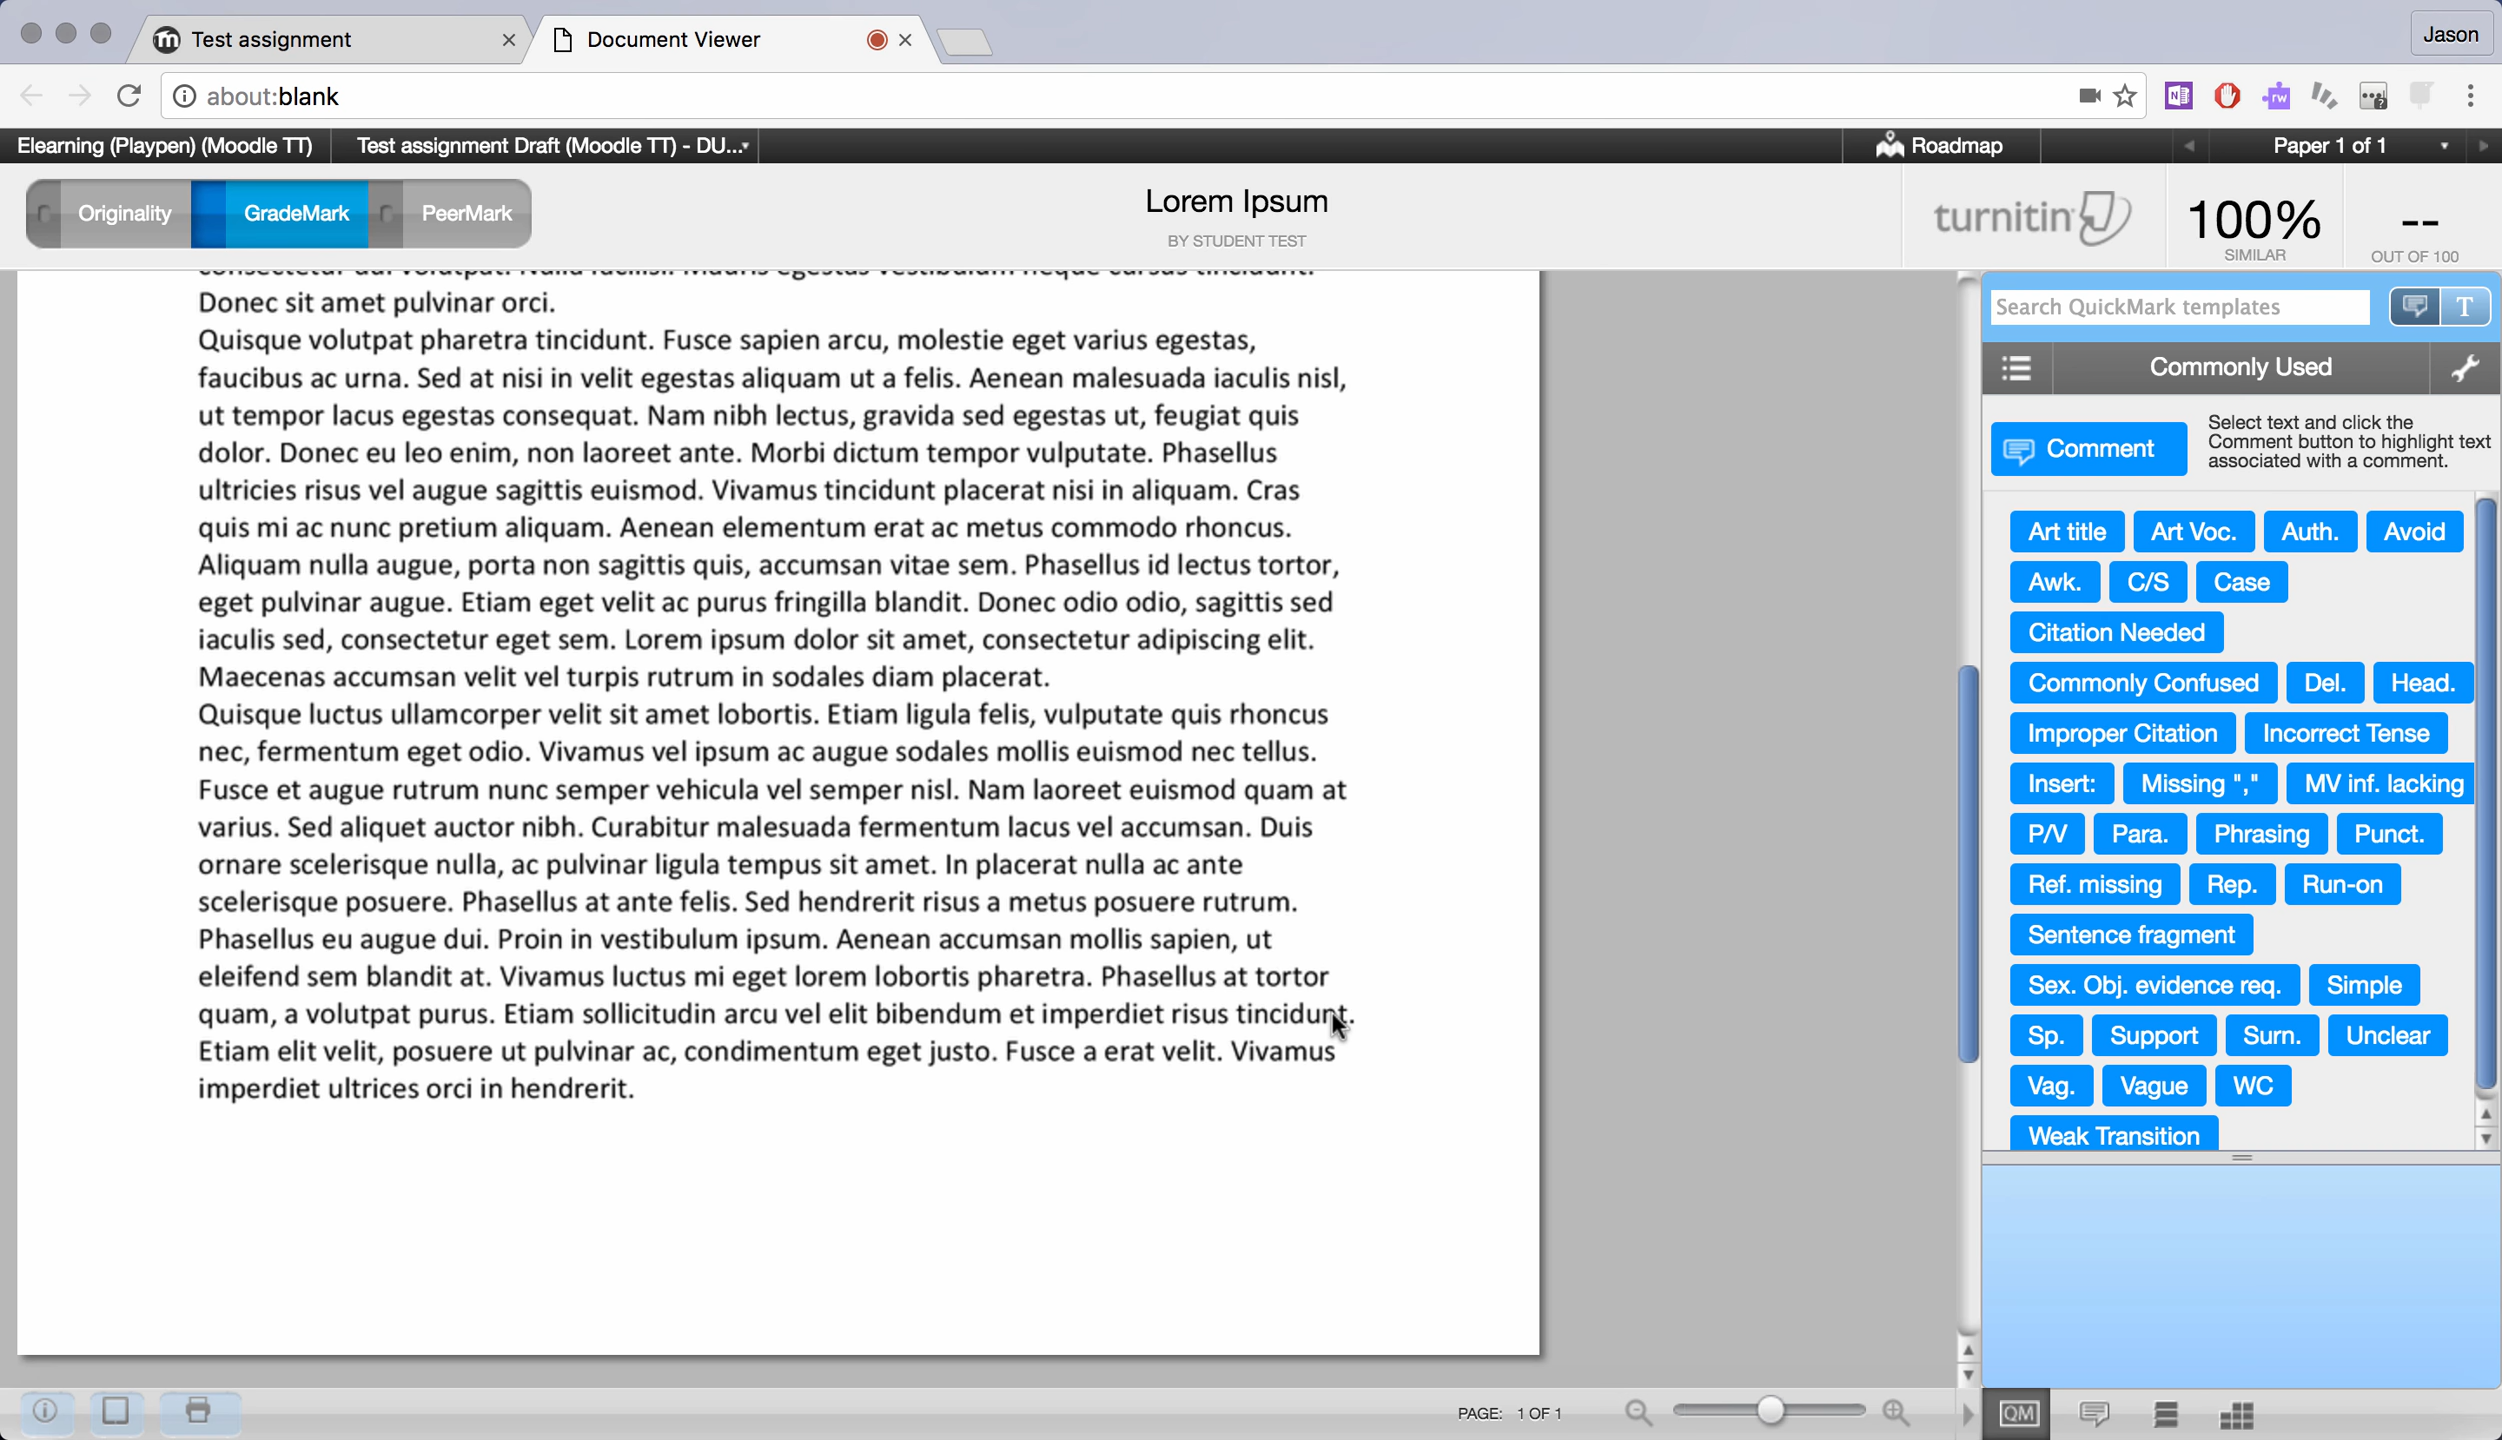 Test assignment
Document Viewer
Jason
about:blank
Elearning (Playpen) (Moodle TT)
Test assignment Draft (Moodle TT) - DU...
Roadmap
Paper 1 of 1
Originality
GradeMark
PeerMark
Lorem Ipsum
BY STUDENT TEST
turnitin
100%
SIMILAR
--
OUT OF 100
consectetur dui volutpat. Nulla facilisi. Mauris egestas vestibulum neque cursus tincidunt.
Donec sit amet pulvinar orci.
Quisque volutpat pharetra tincidunt. Fusce sapien arcu, molestie eget varius egestas,
faucibus ac urna. Sed at nisi in velit egestas aliquam ut a felis. Aenean malesuada iaculis nisl,
ut tempor lacus egestas consequat. Nam nibh lectus, gravida sed egestas ut, feugiat quis
dolor. Donec eu leo enim, non laoreet ante. Morbi dictum tempor vulputate. Phasellus
ultricies risus vel augue sagittis euismod. Vivamus tincidunt placerat nisi in aliquam. Cras
quis mi ac nunc pretium aliquam. Aenean elementum erat ac metus commodo rhoncus.
Aliquam nulla augue, porta non sagittis quis, accumsan vitae sem. Phasellus id lectus tortor,
eget pulvinar augue. Etiam eget velit ac purus fringilla blandit. Donec odio odio, sagittis sed
iaculis sed, consectetur eget sem. Lorem ipsum dolor sit amet, consectetur adipiscing elit.
Maecenas accumsan velit vel turpis rutrum in sodales diam placerat.
Quisque luctus ullamcorper velit sit amet lobortis. Etiam ligula felis, vulputate quis rhoncus
nec, fermentum eget odio. Vivamus vel ipsum ac augue sodales mollis euismod nec tellus.
Fusce et augue rutrum nunc semper vehicula vel semper nisl. Nam laoreet euismod quam at
varius. Sed aliquet auctor nibh. Curabitur malesuada fermentum lacus vel accumsan. Duis
ornare scelerisque nulla, ac pulvinar ligula tempus sit amet. In placerat nulla ac ante
scelerisque posuere. Phasellus at ante felis. Sed hendrerit risus a metus posuere rutrum.
Phasellus eu augue dui. Proin in vestibulum ipsum. Aenean accumsan mollis sapien, ut
eleifend sem blandit at. Vivamus luctus mi eget lorem lobortis pharetra. Phasellus at tortor
quam, a volutpat purus. Etiam sollicitudin arcu vel elit bibendum et imperdiet risus tincidunt.
Etiam elit velit, posuere ut pulvinar ac, condimentum eget justo. Fusce a erat velit. Vivamus
imperdiet ultrices orci in hendrerit.
Search QuickMark templates
T
Commonly Used
Comment
Select text and click the
Comment button to highlight text
associated with a comment.
Art title Art Voc. Auth. Avoid
Awk. C/S Case
Citation Needed
Commonly Confused Del. Head.
Improper Citation Incorrect Tense
Insert: Missing "," MV inf. lacking
P/V Para. Phrasing Punct.
Ref. missing Rep. Run-on
Sentence fragment
Sex. Obj. evidence req. Simple
Sp. Support Surn. Unclear
Vag. Vague WC
Weak Transition
PAGE: 1 OF 1
QM